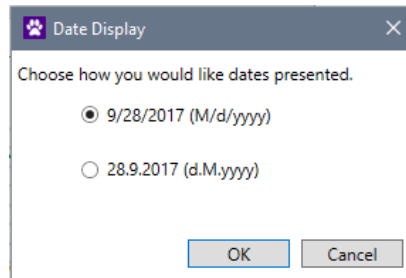 Date Display
Choose how you would like dates presented.
9/28/2017 (M/d/yyyy)
28.9.2017 (d.M.yyyy)
OK Cancel